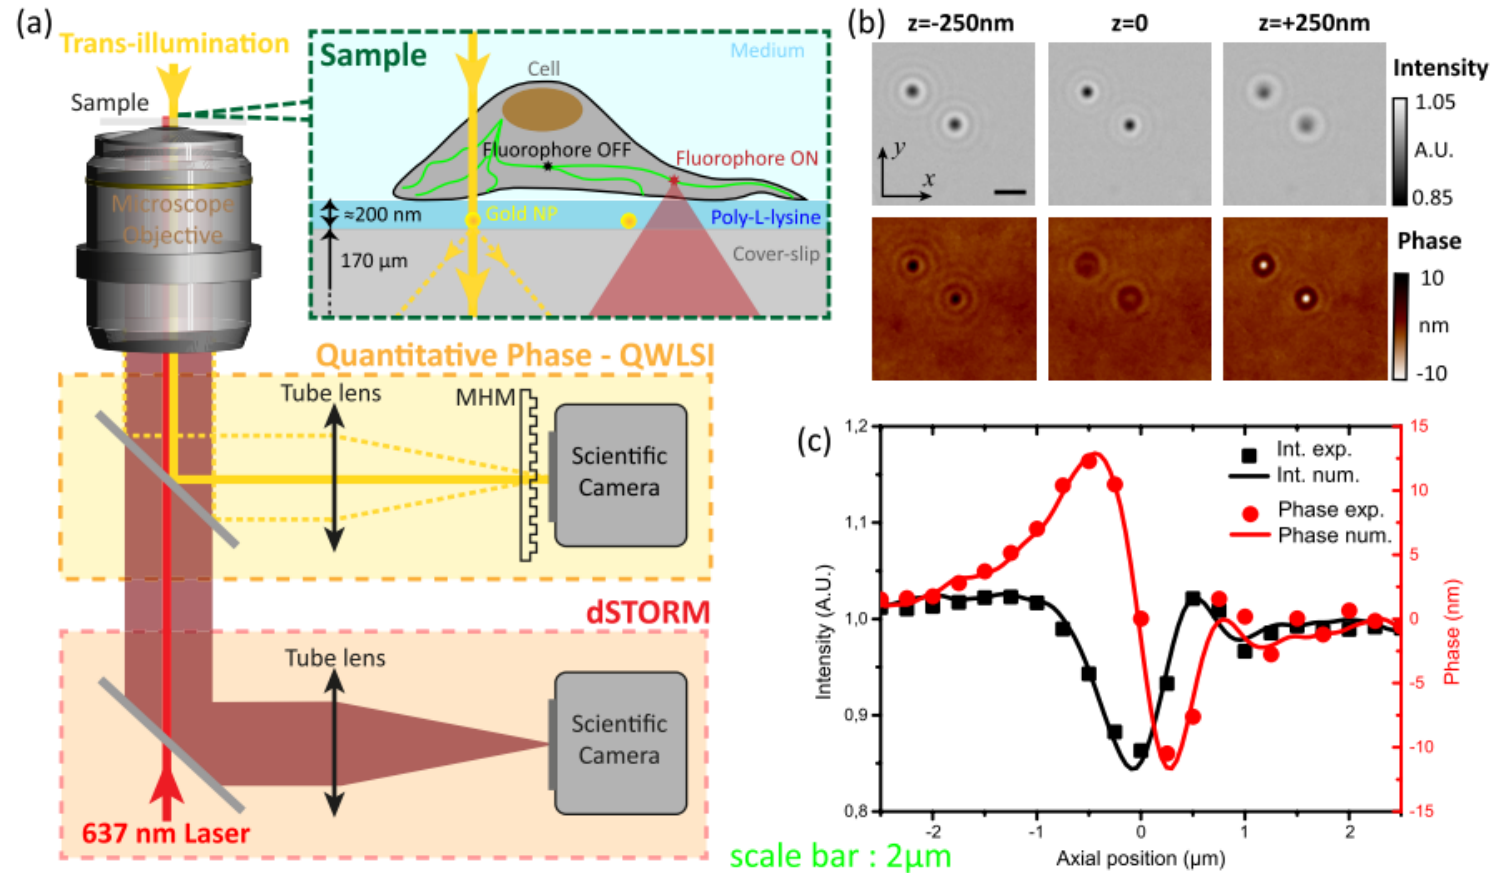 (a)
Trans-illumination
Sample
Microscope
Objective
Sample
Medium
Cell
Fluorophore OFF
Fluorophore ON
≈200 nm
Gold NP
Poly-L-lysine
170 µm
Cover-slip
Quantitative Phase - QWLSI
Tube lens
MHM
Scientific
Camera
dSTORM
Tube lens
Scientific
Camera
637 nm Laser
scale bar : 2µm
(b)
z=-250nm
z=0
z=+250nm
y
x
Intensity
1.05
A.U.
0.85
Phase
10
nm
-10
(c)
Int. exp.
Int. num.
Phase exp.
Phase num.
Intensity (A.U.)
1,2
1,1
1,0
0,9
0,8
-2
-1
0
1
2
Axial position (µm)
15
10
5
0
-5
-10
-15
Phase (nm)